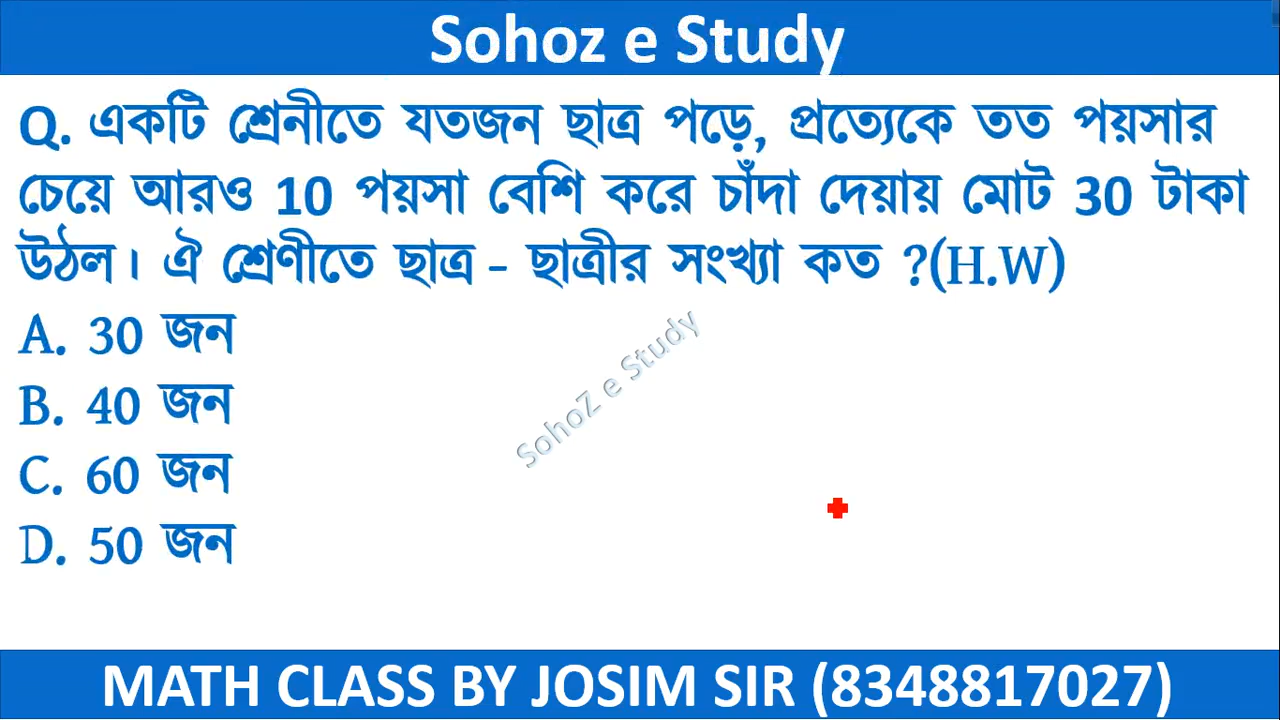 Sohoz e Study
Q. একটি শ্রেনীতে যতজন ছাত্র পড়ে, প্রত্যেকে তত পয়সার
চেয়ে আরও 10 পয়সা বেশি করে চাঁদা দেয়ায় মোট 30 টাকা
উঠল। ঐ শ্রেণীতে ছাত্র - ছাত্রীর সংখ্যা কত ?(H.W)
A. 30 জন
B. 40 জন
C. 60 জন
D. 50 জন
SohoZ e Study
MATH CLASS BY JOSIM SIR (8348817027)